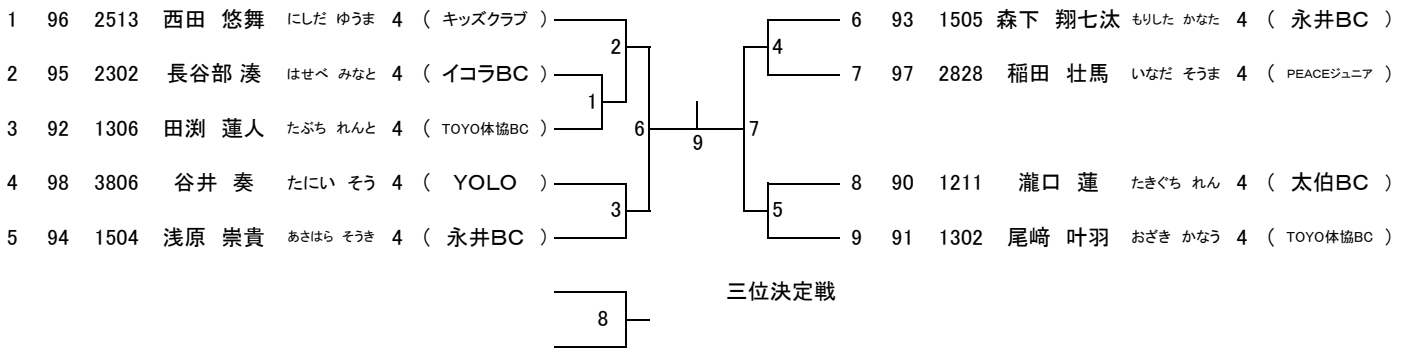 1 96 2513 西田 悠舞 にしだ ゆうま 4 ( キッズクラブ )
2 95 2302 長谷部 湊 はせべ みなと 4 ( イコラBC )
3 92 1306 田渕 蓮人 たぶち れんと 4 ( TOYO体協BC )
4 98 3806 谷井 奏 たにい そう 4 ( YOLO )
5 94 1504 浅原 崇貴 あさはら そうき 4 ( 永井BC )
2
1
6
3
9
4
7
5
6 93 1505 森下 翔七汰 もりした かなた 4 ( 永井BC )
7 97 2828 稲田 壮馬 いなだ そうま 4 ( PEACEジュニア )
8 90 1211 瀧口 蓮 たきぐち れん 4 ( 太伯BC )
9 91 1302 尾﨑 叶羽 おざき かなう 4 ( TOYO体協BC )
三位決定戦
8